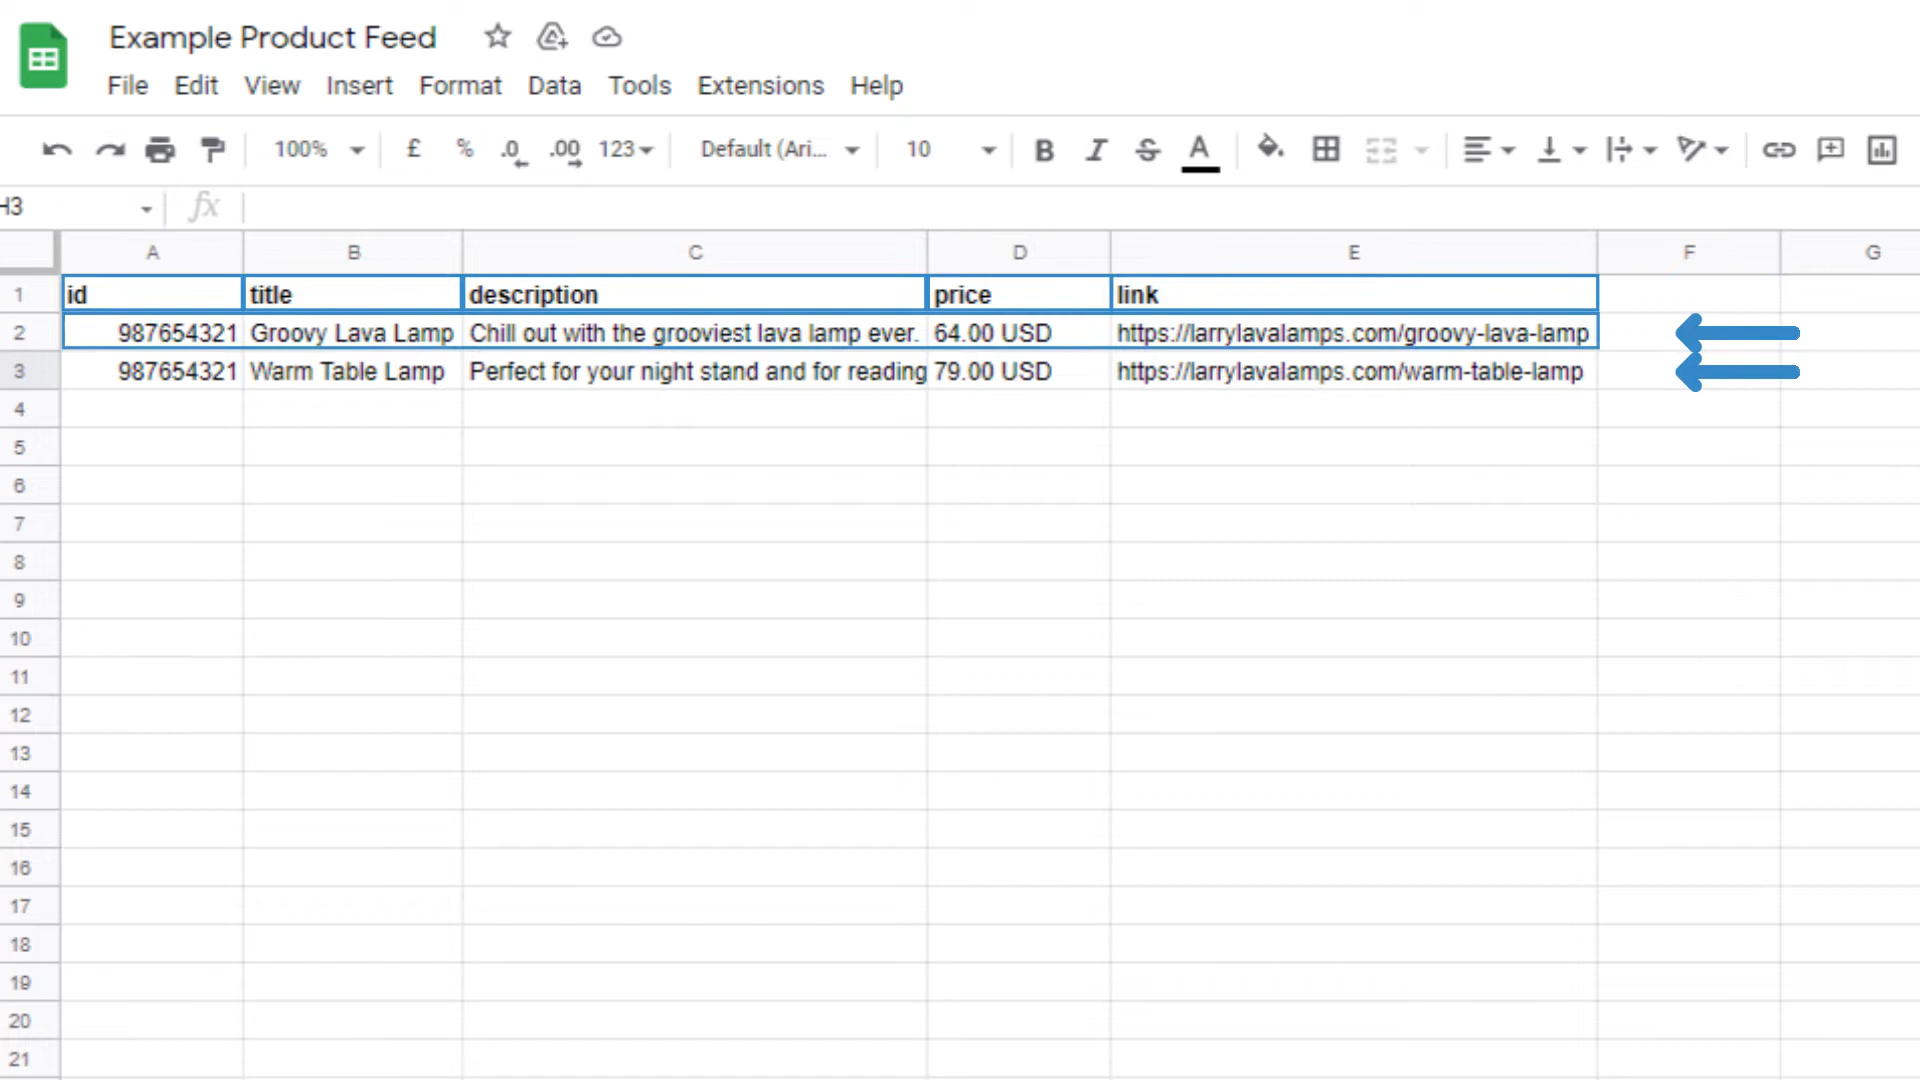 Example Product Feed
File Edit View Insert Format Data Tools Extensions Help
100% £ % .0 .00 123 Default (Ari... 10 B I S A
H3 fx
A B C D E F G
1 id title description price link
2 987654321 Groovy Lava Lamp Chill out with the grooviest lava lamp ever. 64.00 USD https://larrylavalamps.com/groovy-lava-lamp
3 987654321 Warm Table Lamp Perfect for your night stand and for reading 79.00 USD https://larrylavalamps.com/warm-table-lamp
4
5
6
7
8
9
10
11
12
13
14
15
16
17
18
19
20
21